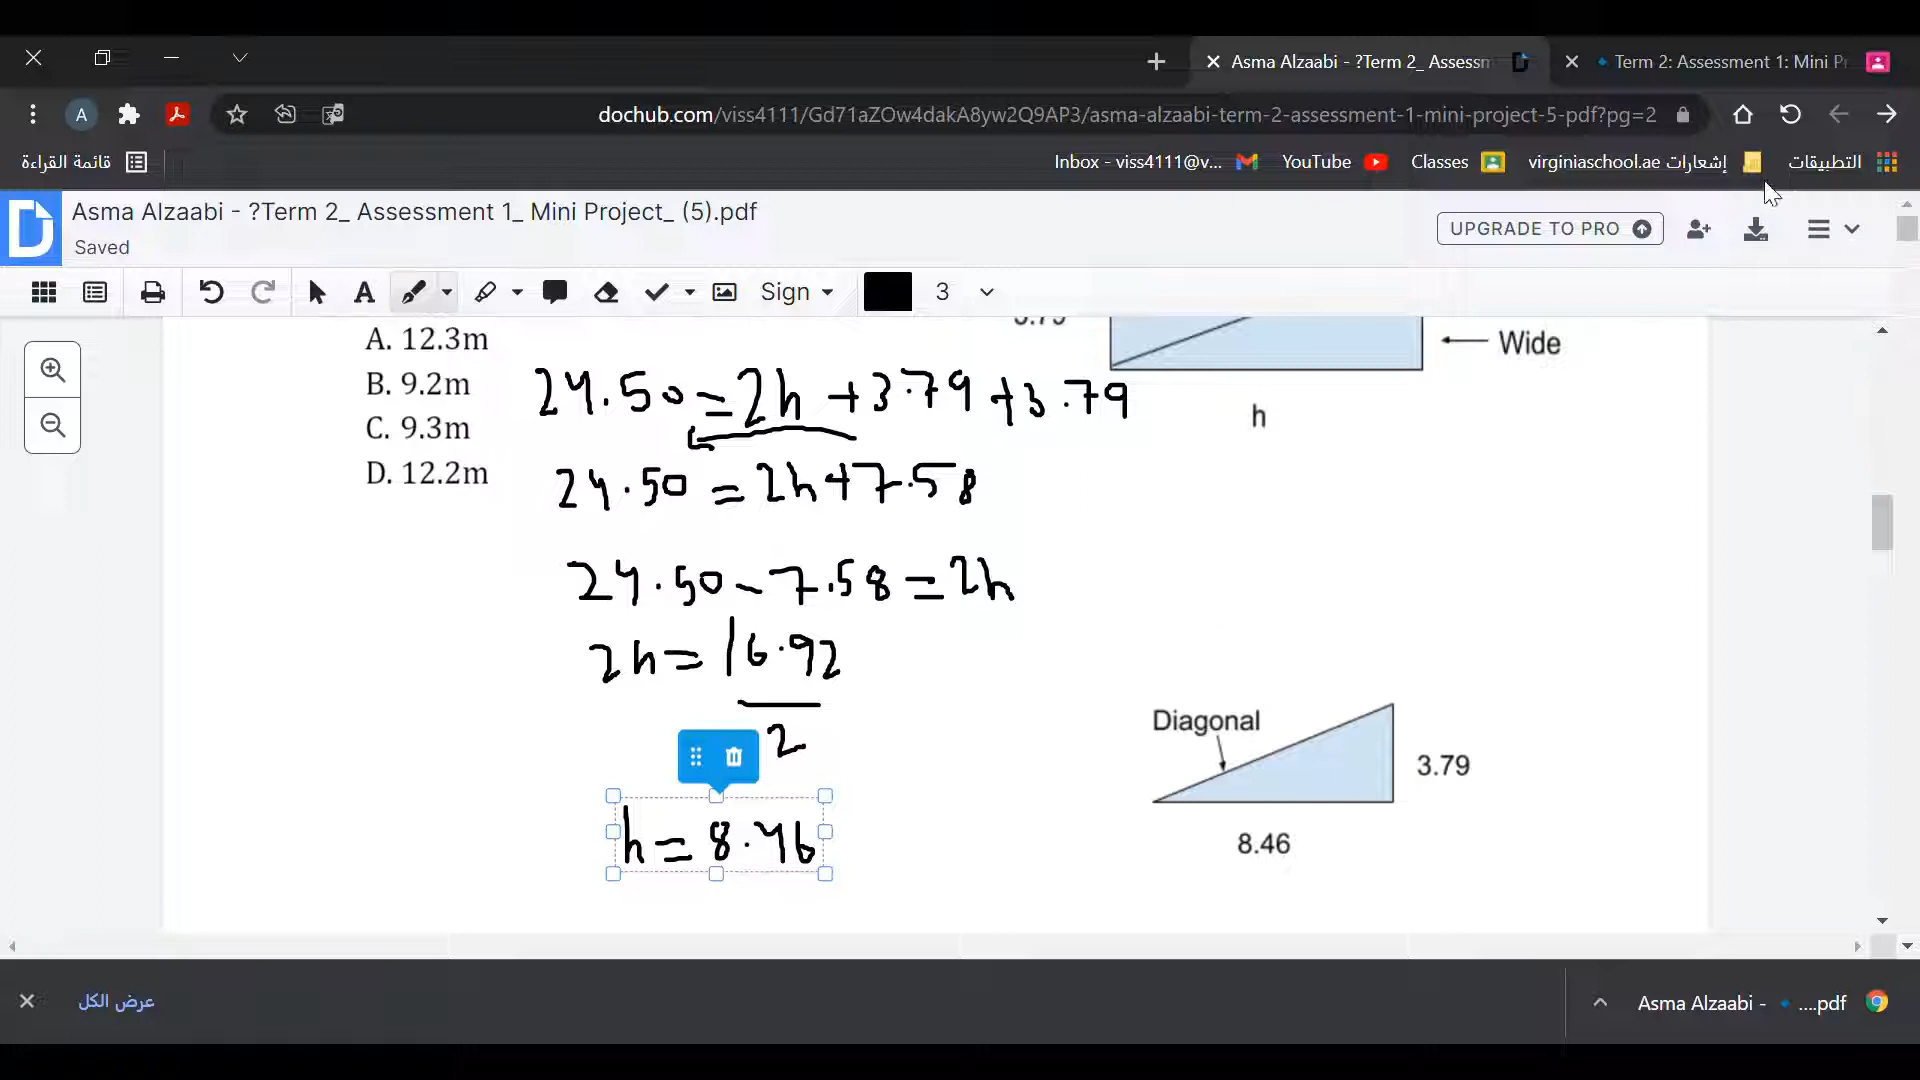 Asma Alzaabi - ?Term 2_ Assessm
Term 2: Assessment 1: Mini Pr
A
dochub.com/viss4111/Gd71aZOw4dakA8yw2Q9AP3/asma-alzaabi-term-2-assessment-1-mini-project-5-pdf?pg=2
قائمة القراءة
Inbox - viss4111@v...
YouTube
Classes
إشعارات virginiaschool.ae
التطبيقات
Asma Alzaabi - ?Term 2_ Assessment 1_ Mini Project_ (5).pdf
Saved
UPGRADE TO PRO
A
Sign
3
A. 12.3m
B. 9.2m
C. 9.3m
D. 12.2m
3.79
Wide
h
24.50=2h+3.79+3.79
24.50=2h+7.58
24.50-7.58=2h
2h=16.92
2
h=8.46
Diagonal
3.79
8.46
عرض الكل
Asma Alzaabi - ....pdf